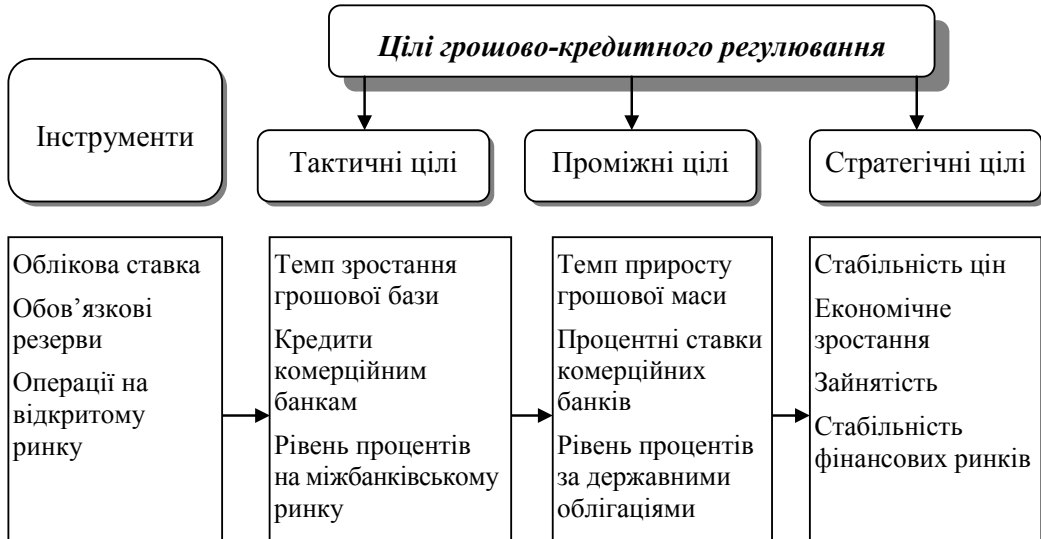 Цілі грошово-кредитного регулювання
Інструменти
Тактичні цілі
Проміжні цілі
Стратегічні цілі
Облікова ставка
Обов’язкові
резерви
Операції на
відкритому
ринку
Темп зростання
грошової бази
Кредити
комерційним
банкам
Рівень процентів
на міжбанківському
ринку
Темп приросту
грошової маси
Процентні ставки
комерційних
банків
Рівень процентів
за державними
облігаціями
Стабільність цін
Економічне
зростання
Зайнятість
Стабільність
фінансових ринків